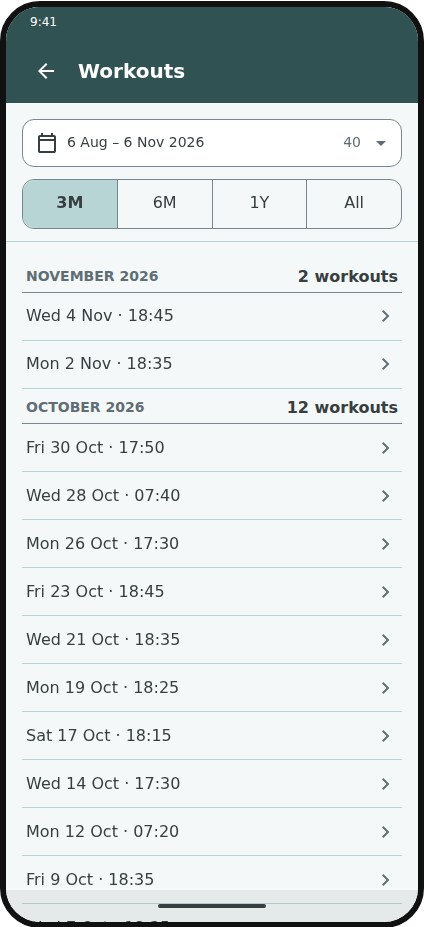 9:41
Workouts
6 Aug – 6 Nov 2026 40
3M 6M 1Y All
NOVEMBER 2026 2 workouts
Wed 4 Nov · 18:45
Mon 2 Nov · 18:35
OCTOBER 2026 12 workouts
Fri 30 Oct · 17:50
Wed 28 Oct · 07:40
Mon 26 Oct · 17:30
Fri 23 Oct · 18:45
Wed 21 Oct · 18:35
Mon 19 Oct · 18:25
Sat 17 Oct · 18:15
Wed 14 Oct · 17:30
Mon 12 Oct · 07:20
Fri 9 Oct · 18:35